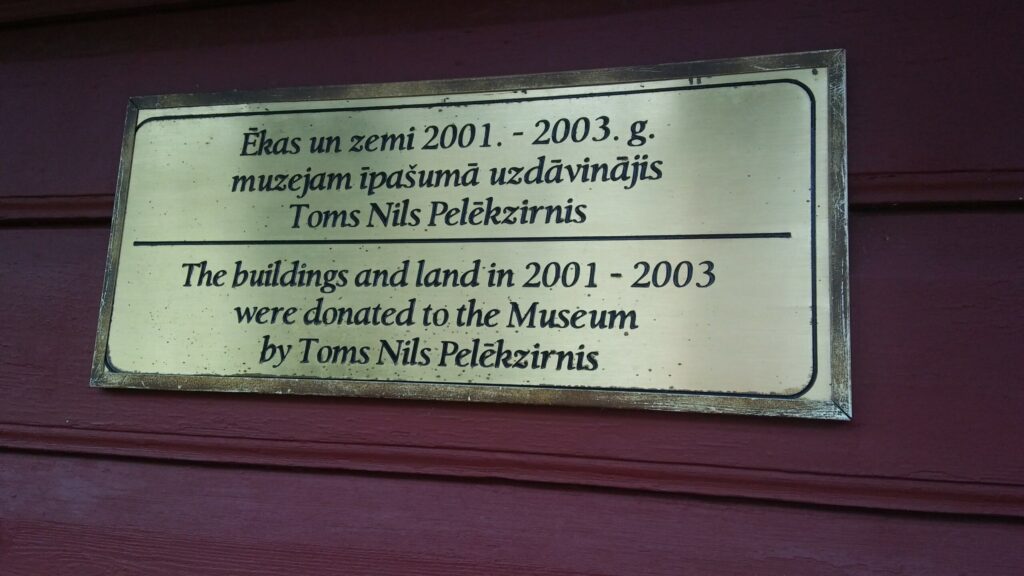 Ēkas un zemi 2001. - 2003. g.
muzejam īpašumā uzdāvinājis
Toms Nils Pelēkzirnis
The buildings and land in 2001 - 2003
were donated to the Museum
by Toms Nils Pelēkzirnis